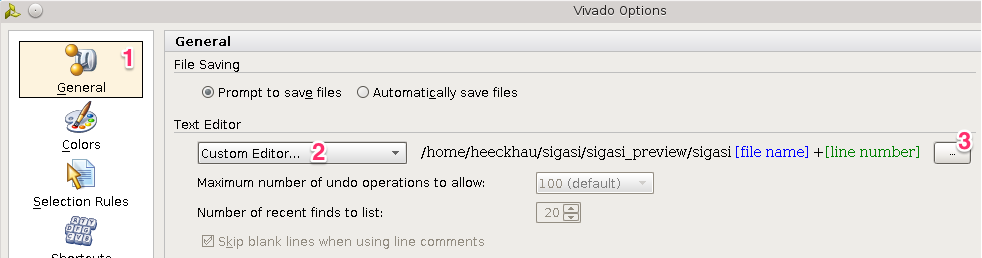 Vivado Options
1
General
Colors
Selection Rules
Shortcuts
General
File Saving
Prompt to save files
Automatically save files
Text Editor
Custom Editor... 2 /home/heeckhau/sigasi/sigasi_preview/sigasi [file name] +[line number] ... 3
Maximum number of undo operations to allow: 100 (default)
Number of recent finds to list: 20
Skip blank lines when using line comments